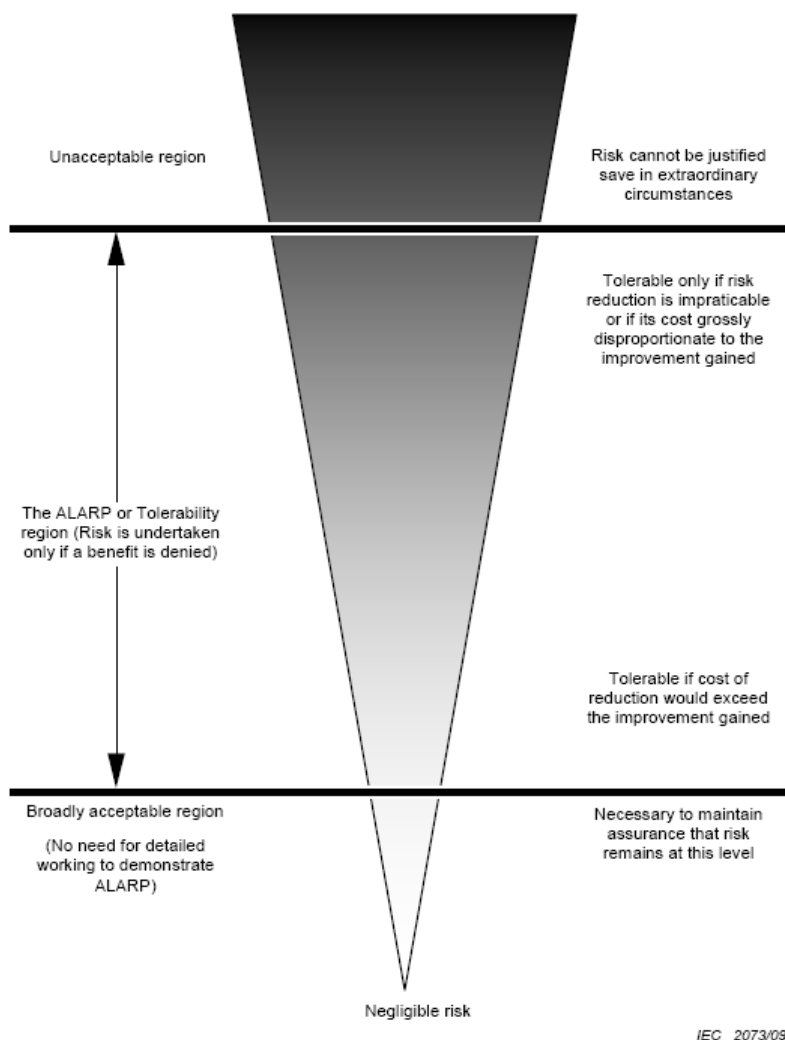 Unacceptable region
Risk cannot be justified
save in extraordinary
circumstances
Tolerable only if risk
reduction is impraticable
or if its cost grossly
disproportionate to the
improvement gained
The ALARP or Tolerability
region (Risk is undertaken
only if a benefit is denied)
Tolerable if cost of
reduction would exceed
the improvement gained
Broadly acceptable region
(No need for detailed
working to demonstrate
ALARP)
Necessary to maintain
assurance that risk
remains at this level
Negligible risk
IEC 2073/09